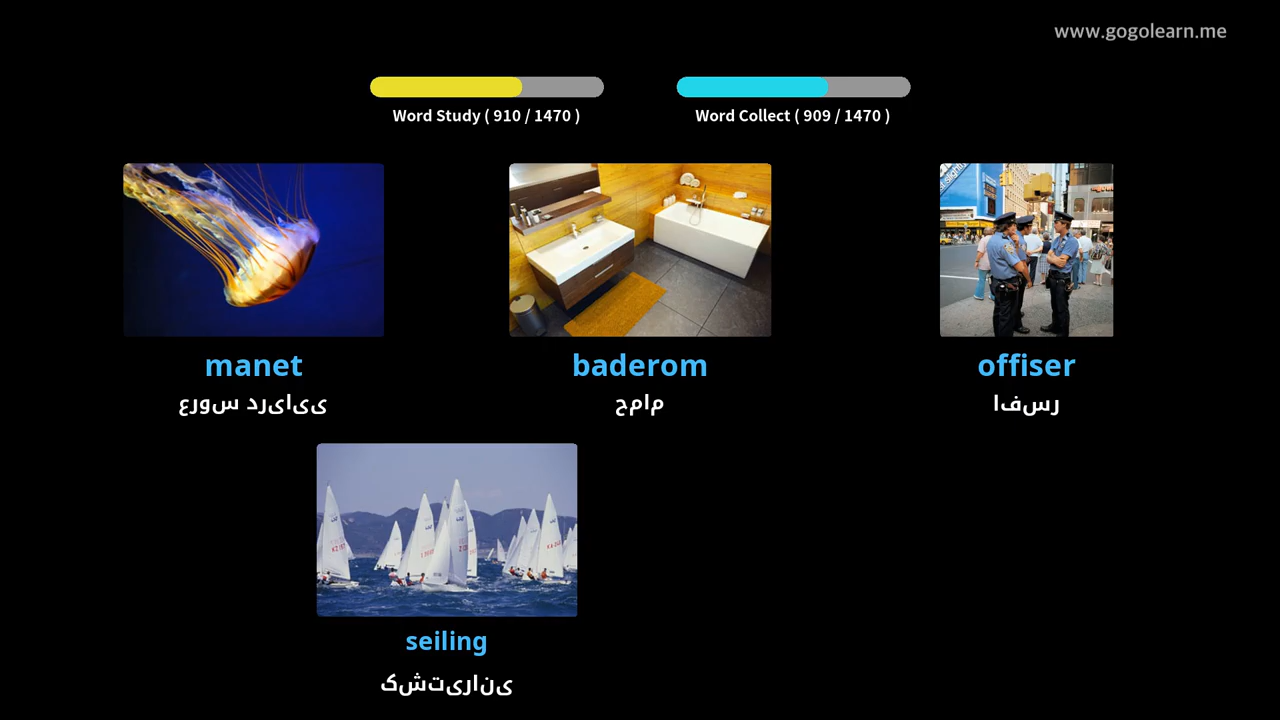 www.gogolearn.me
Word Study ( 910 / 1470 )
Word Collect ( 909 / 1470 )
manet
عروس دریایی
baderom
حمام
offiser
افسر
seiling
کشتیرانی